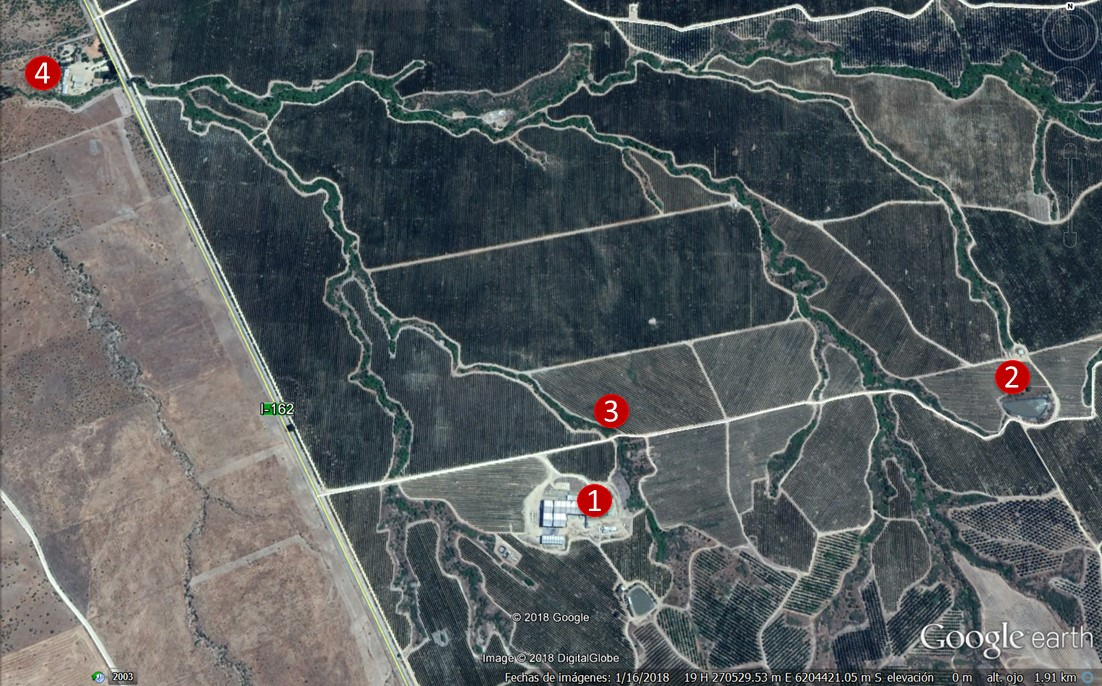 N
4
2
I-162
3
1
© 2018 Google
Google earth
Image © 2018 DigitalGlobe
2003
Fechas de imágenes: 1/16/2018 19 H 270529.53 m E 6204421.05 m S elevación 0 m alt. ojo 1.91 km